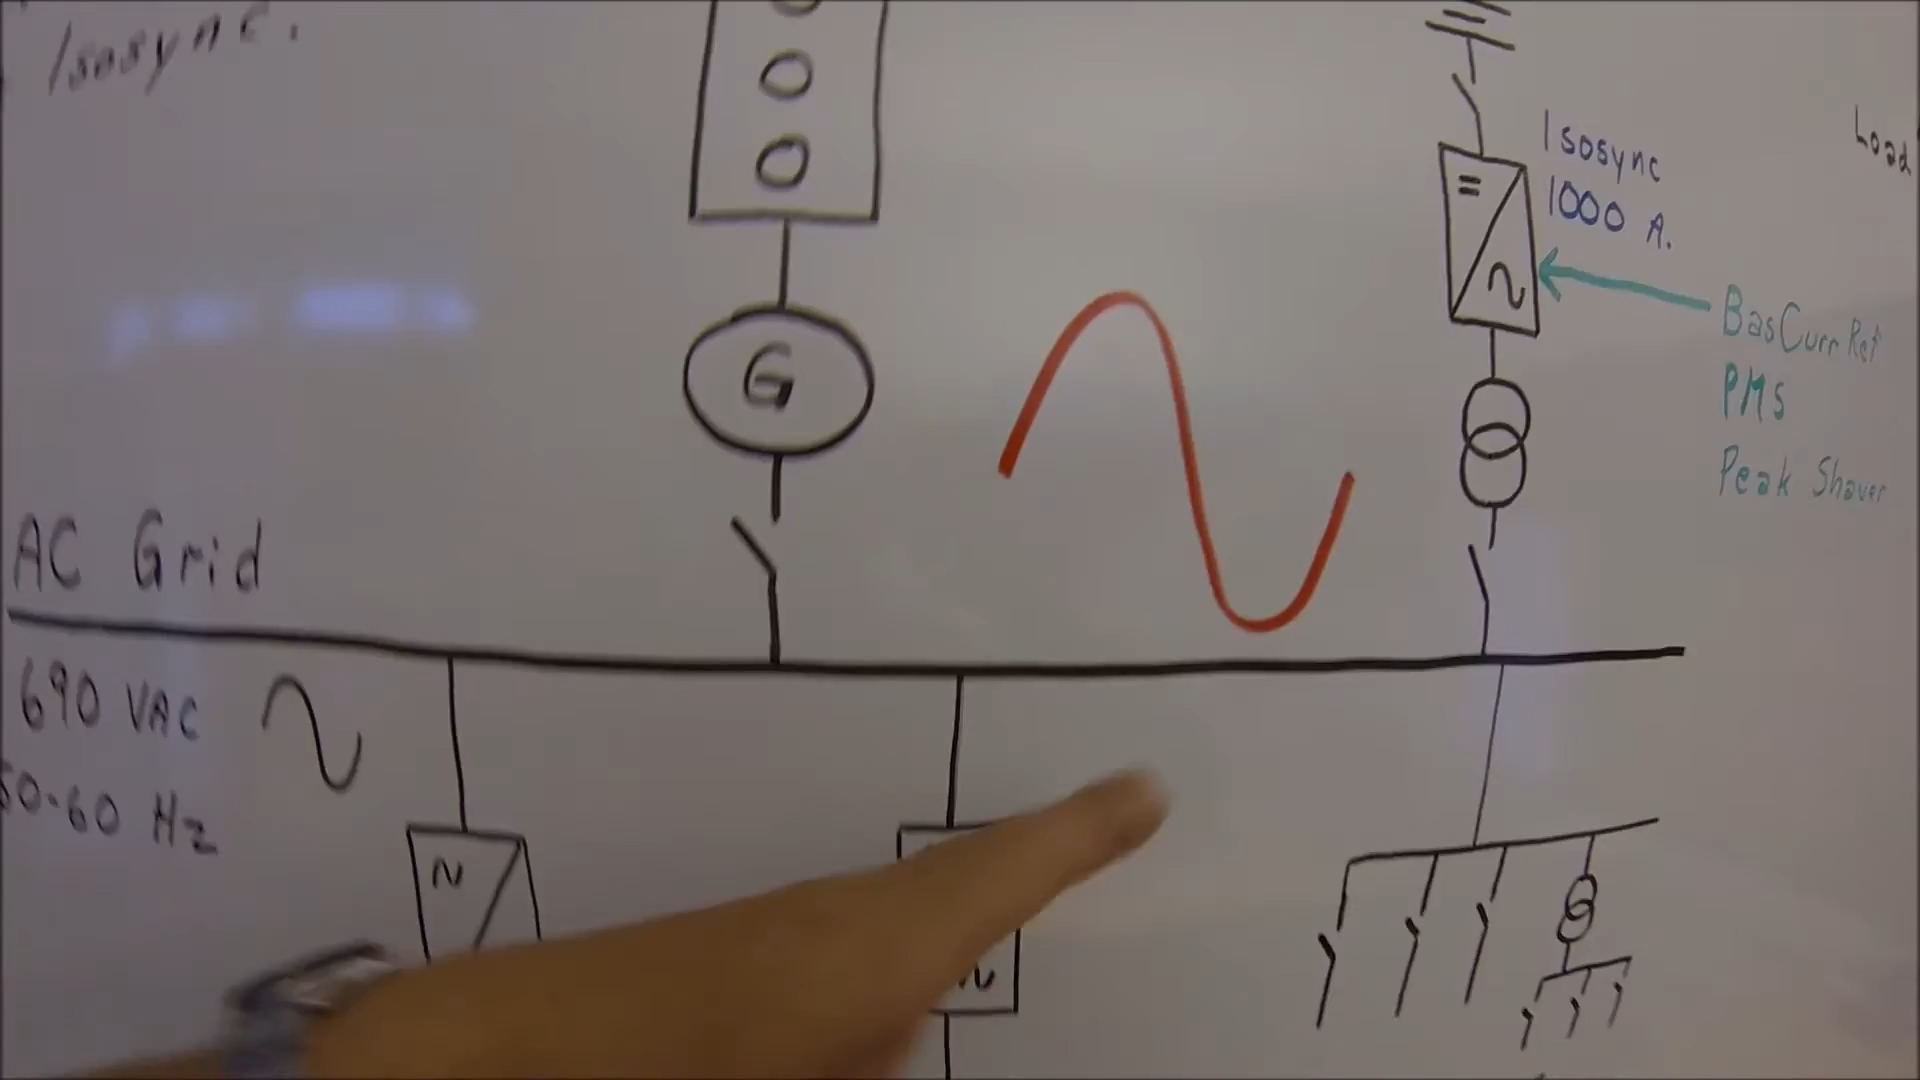 Isosync.
Isosync
1000 A.
Load
BasCurrRef
PMS
Peak Shaver
G
AC Grid
690 VAC
50-60 Hz